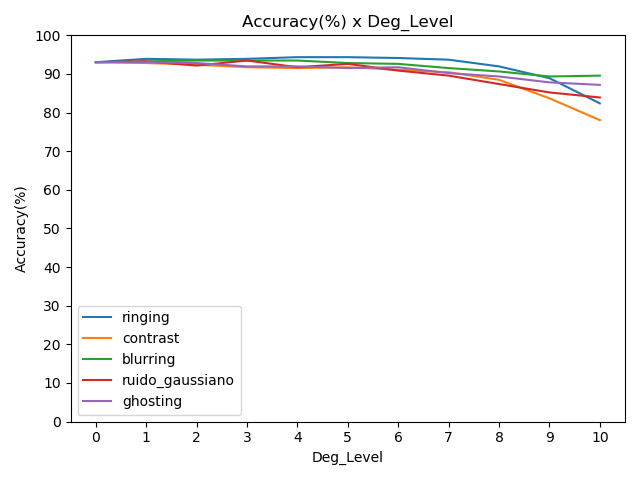 Accuracy(%) x Deg_Level
100
90
80
70
60
50
40
30
20
10
0
Accuracy(%)
ringing
contrast
blurring
ruido_gaussiano
ghosting
0 1 2 3 4 5 6 7 8 9 10
Deg_Level